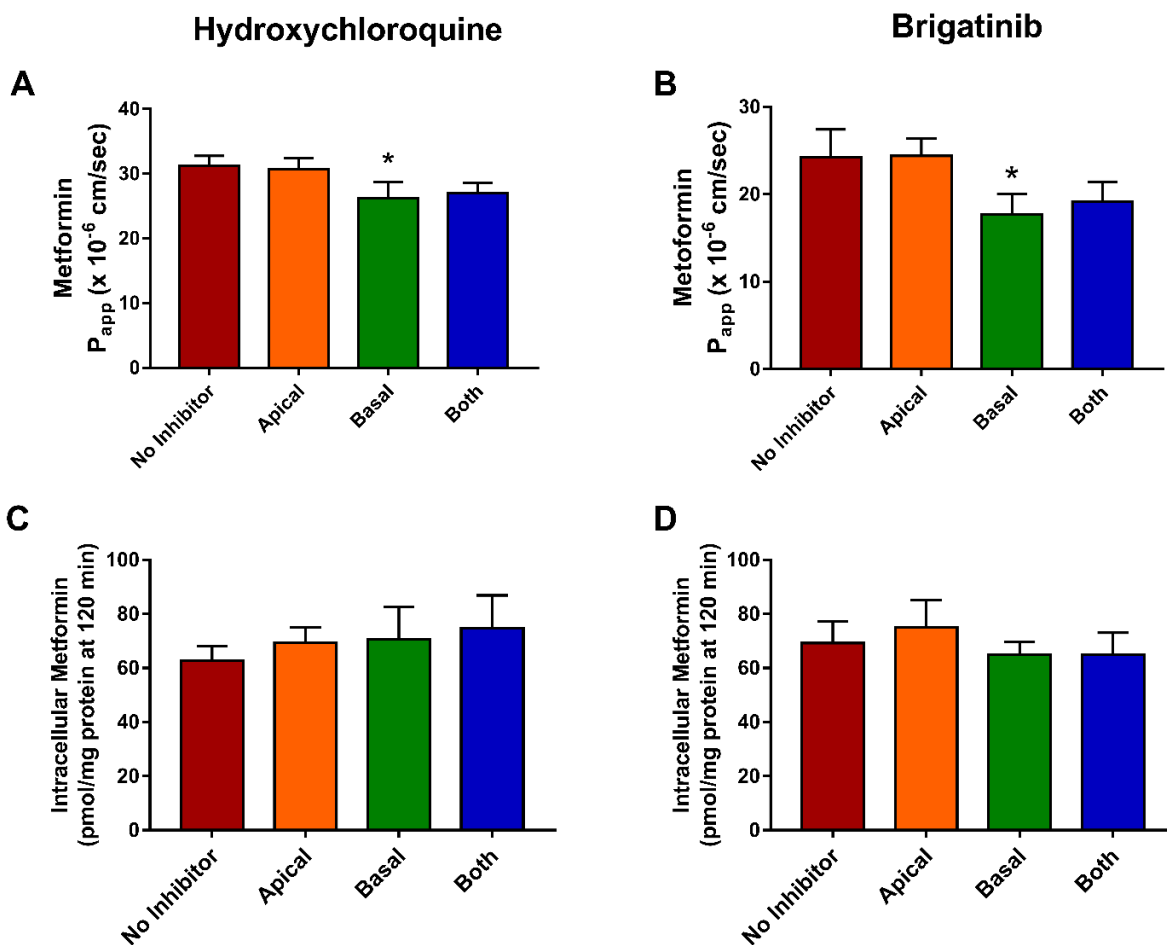 Hydroxychloroquine
Brigatinib
A
Metformin
P_app (x 10^-6 cm/sec)
40
30
20
10
0
*
No Inhibitor
Apical
Basal
Both
B
Metoformin
P_app (x 10^-6 cm/sec)
30
20
10
0
*
No Inhibitor
Apical
Basal
Both
C
Intracellular Metformin
(pmol/mg protein at 120 min)
100
80
60
40
20
0
No Inhibitor
Apical
Basal
Both
D
Intracellular Metformin
(pmol/mg protein at 120 min)
100
80
60
40
20
0
No Inhibitor
Apical
Basal
Both